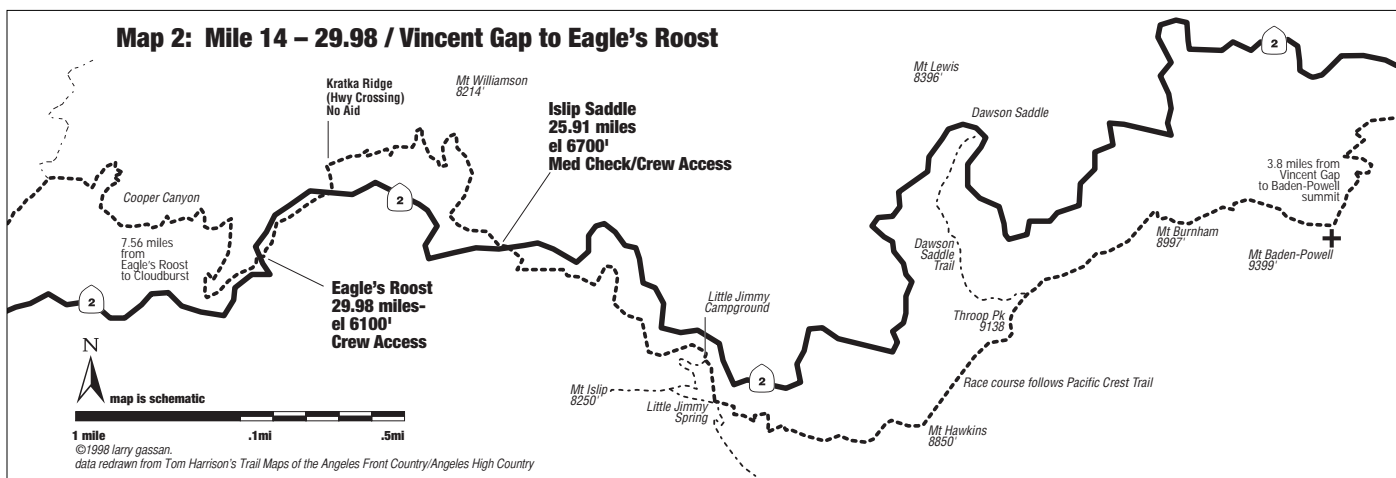 Map 2: Mile 14 – 29.98 / Vincent Gap to Eagle's Roost
Kratka Ridge
(Hwy Crossing)
No Aid
Mt Williamson
8214'
Islip Saddle
25.91 miles
el 6700'
Med Check/Crew Access
Mt Lewis
8396'
Dawson Saddle
2
3.8 miles from
Vincent Gap
to Baden-Powell
summit
Cooper Canyon
7.56 miles
from
Eagle's Roost
to Cloudburst
2
2
Eagle's Roost
29.98 miles-
el 6100'
Crew Access
Dawson
Saddle
Trail
Mt Burnham
8997'
Mt Baden-Powell
9399'
Little Jimmy
Campground
Throop Pk
9138
2
Mt Islip
8250'
Little Jimmy
Spring
Race course follows Pacific Crest Trail
Mt Hawkins
8850'
N
map is schematic
1 mile .1mi .5mi
©1998 larry gassan.
data redrawn from Tom Harrison's Trail Maps of the Angeles Front Country/Angeles High Country